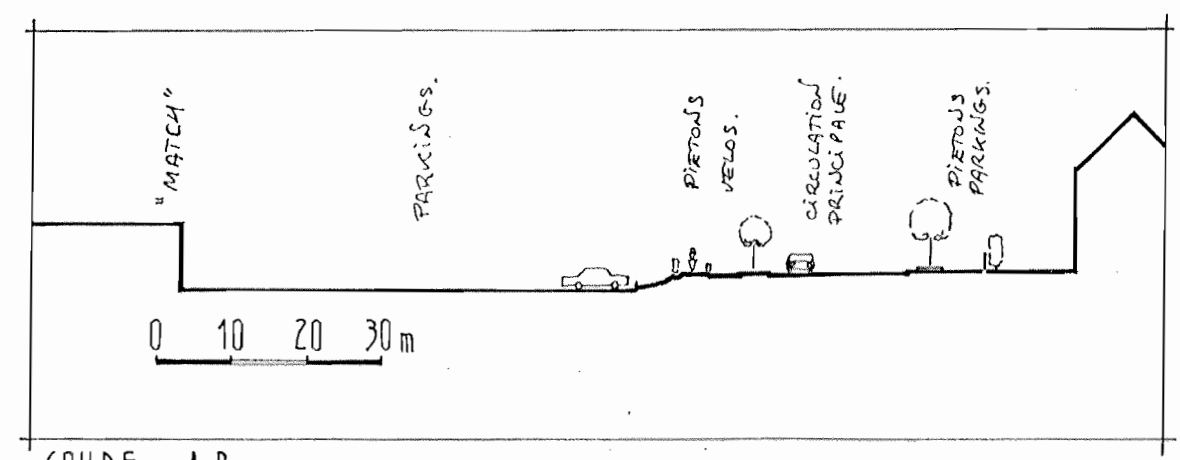 "MATCH"
PARKINGS.
PIETONS
VELOS.
CIRCULATION
PRINCIPALE.
PIETONS
PARKINGS.
0 10 20 30 m